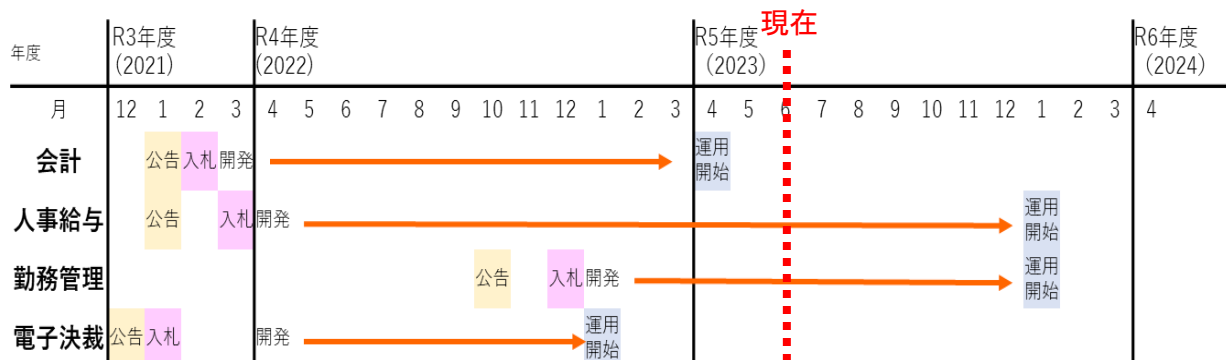 現在
年度 R3年度 R4年度 R5年度 R6年度
（2021） （2022） （2023） （2024）
月 12 1 2 3 4 5 6 7 8 9 10 11 12 1 2 3 4 5 6 7 8 9 10 11 12 1 2 3 4
会計 公告 入札 開発 運用開始
人事給与 公告 入札 開発 運用開始
勤務管理 公告 入札 開発 運用開始
電子決裁 公告 入札 開発 運用開始